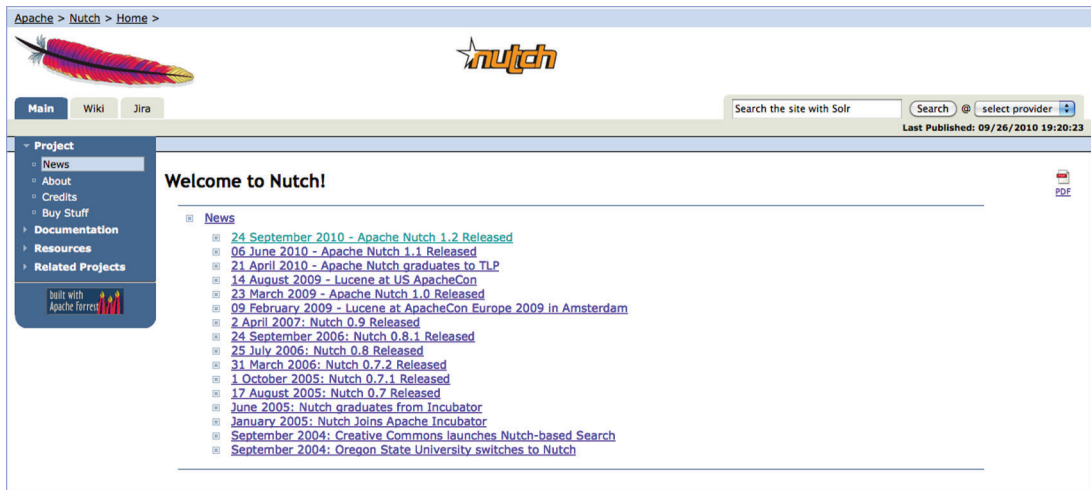 Apache > Nutch > Home >
nutch
Main Wiki Jira
Search the site with Solr Search @ select provider
Last Published: 09/26/2010 19:20:23
Project
News
About
Credits
Buy Stuff
Documentation
Resources
Related Projects
built with
Apache Forrest
Welcome to Nutch!
PDF
News
24 September 2010 - Apache Nutch 1.2 Released
06 June 2010 - Apache Nutch 1.1 Released
21 April 2010 - Apache Nutch graduates to TLP
14 August 2009 - Lucene at US ApacheCon
23 March 2009 - Apache Nutch 1.0 Released
09 February 2009 - Lucene at ApacheCon Europe 2009 in Amsterdam
2 April 2007: Nutch 0.9 Released
24 September 2006: Nutch 0.8.1 Released
25 July 2006: Nutch 0.8 Released
31 March 2006: Nutch 0.7.2 Released
1 October 2005: Nutch 0.7.1 Released
17 August 2005: Nutch 0.7 Released
June 2005: Nutch graduates from Incubator
January 2005: Nutch Joins Apache Incubator
September 2004: Creative Commons launches Nutch-based Search
September 2004: Oregon State University switches to Nutch